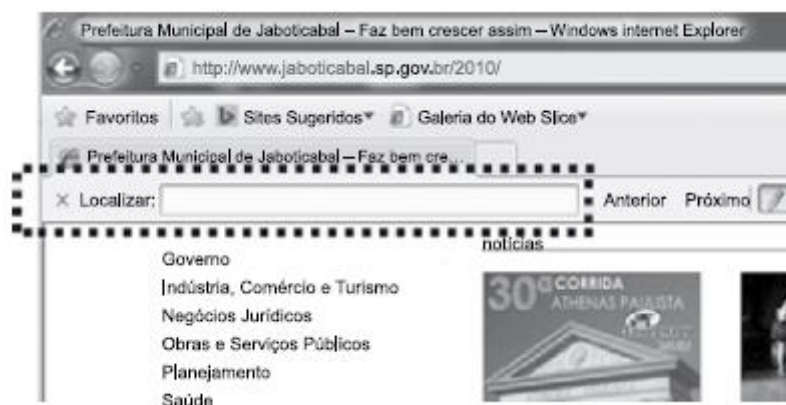 Prefeitura Municipal de Jaboticabal – Faz bem crescer assim – Windows internet Explorer
http://www.jaboticabal.sp.gov.br/2010/
Favoritos Sites Sugeridos Galeria do Web Slice
Prefeitura Municipal de Jaboticabal – Faz bem cre...
× Localizar: Anterior Próximo
notícias
Governo
Indústria, Comércio e Turismo
Negócios Jurídicos
Obras e Serviços Públicos
Planejamento
Saúde
30ª CORRIDA
ATHENAS PAULISTA